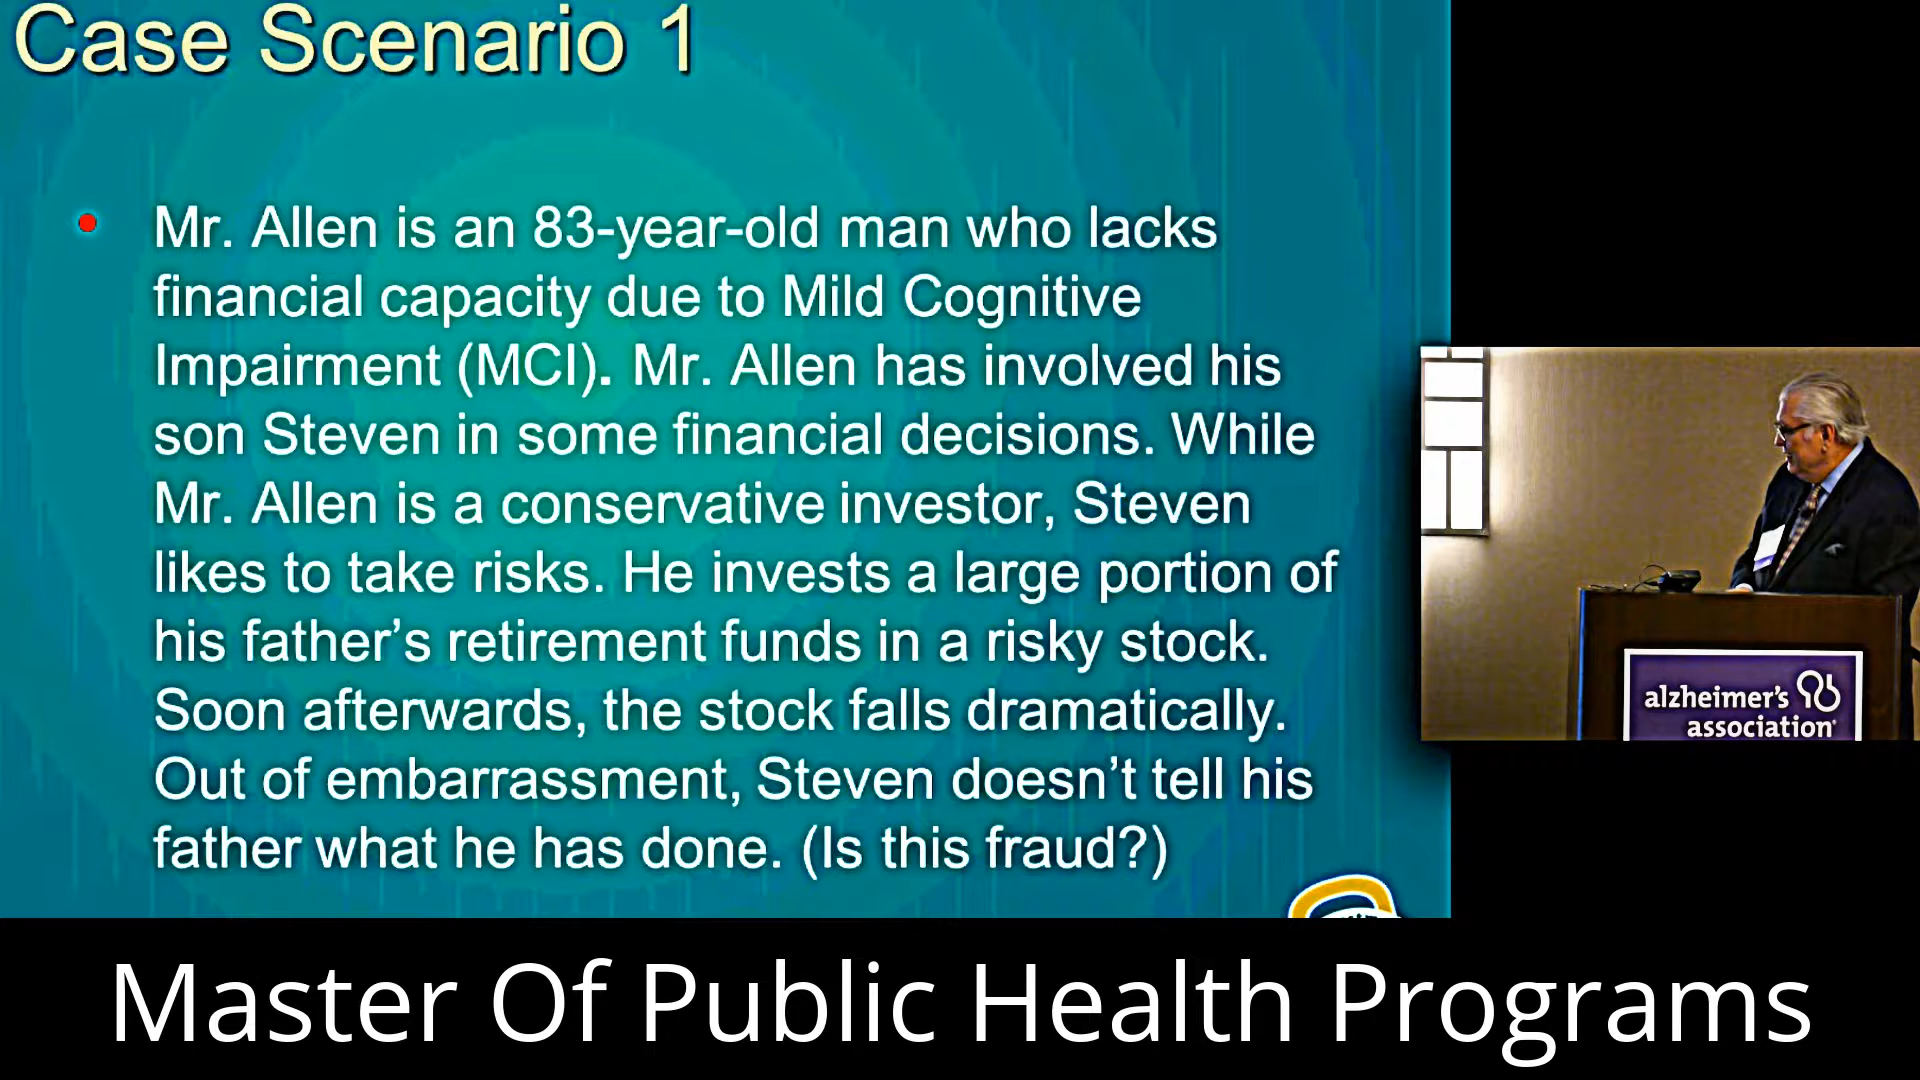 Case Scenario 1
• Mr. Allen is an 83-year-old man who lacks
financial capacity due to Mild Cognitive
Impairment (MCI). Mr. Allen has involved his
son Steven in some financial decisions. While
Mr. Allen is a conservative investor, Steven
likes to take risks. He invests a large portion of
his father’s retirement funds in a risky stock.
Soon afterwards, the stock falls dramatically.
Out of embarrassment, Steven doesn’t tell his
father what he has done. (Is this fraud?)
alzheimer's
association®
Master Of Public Health Programs